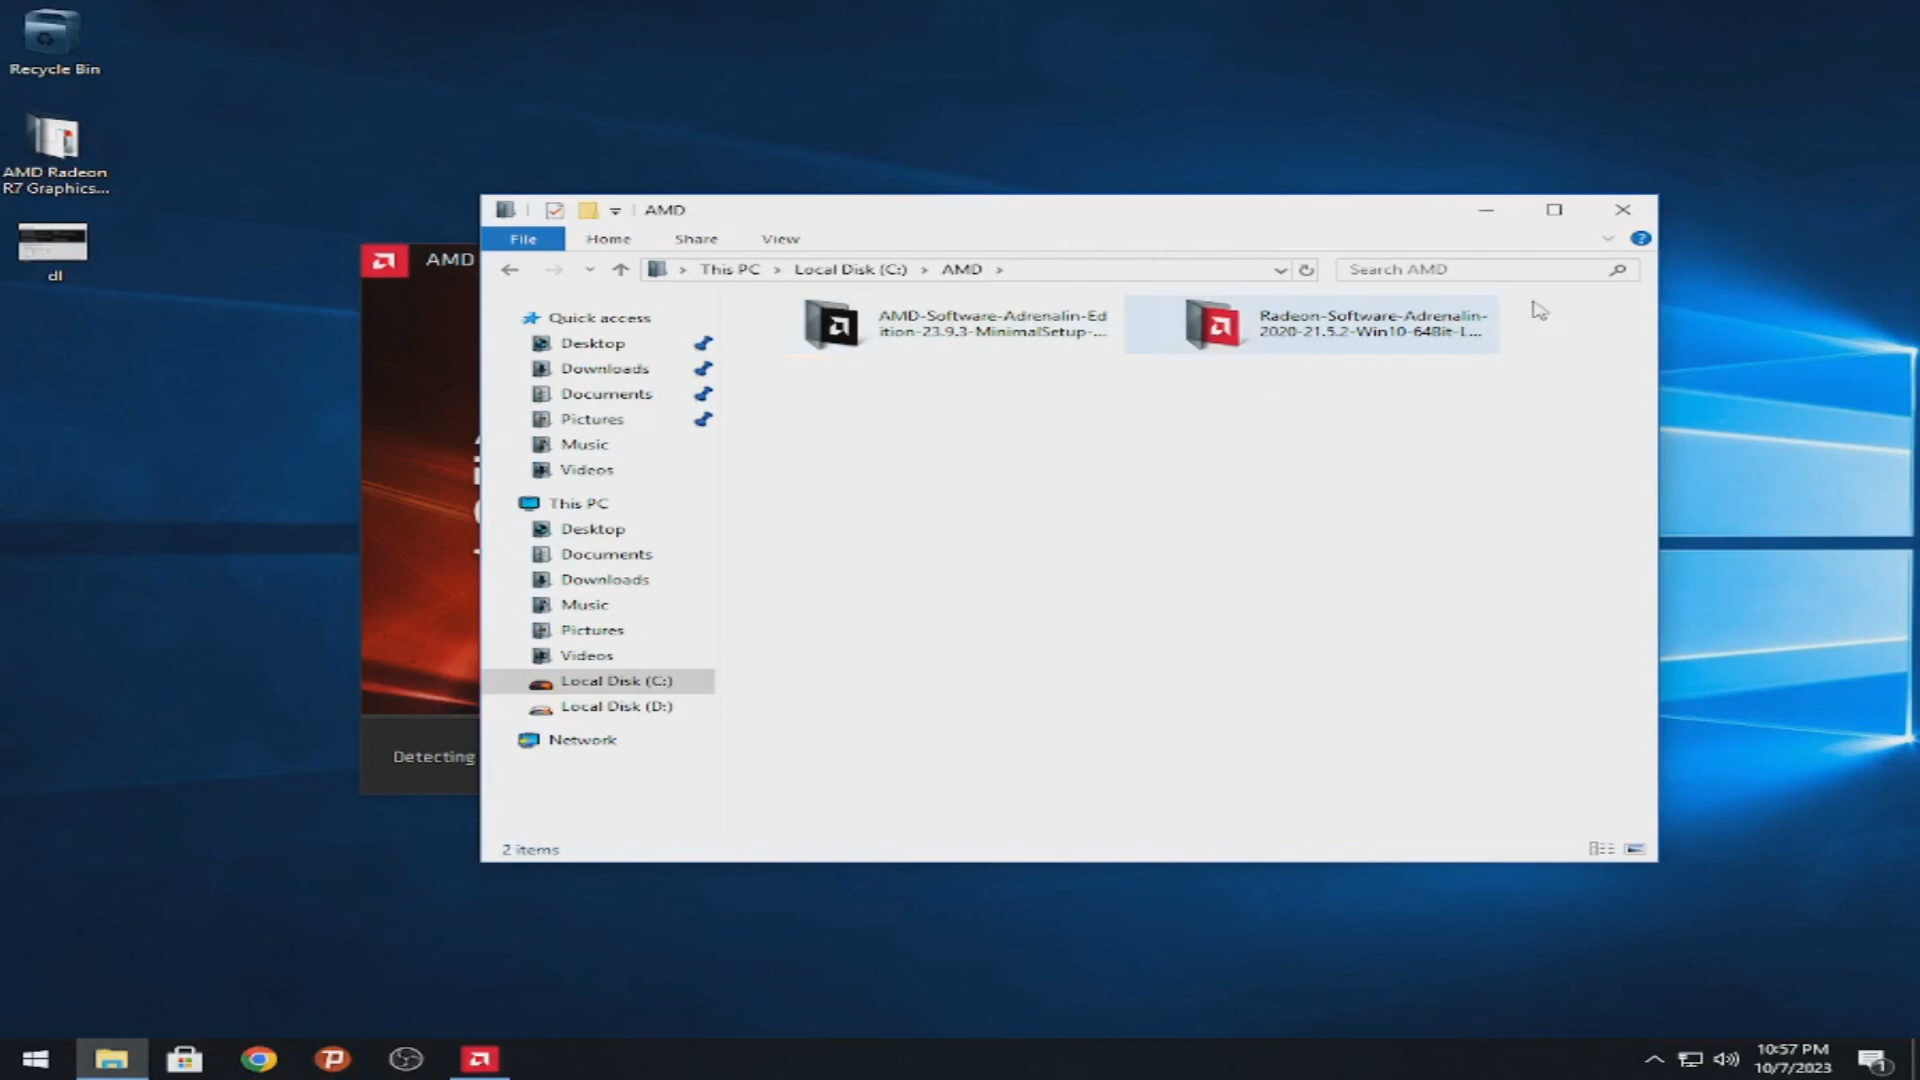 Recycle Bin
AMD Radeon
R7 Graphics...
dl
AMD
Detecting
AMD
File
Home
Share
View
This PC
Local Disk (C:)
AMD
Search AMD
Quick access
Desktop
Downloads
Documents
Pictures
Music
Videos
This PC
Desktop
Documents
Downloads
Music
Pictures
Videos
Local Disk (C:)
Local Disk (D:)
Network
AMD-Software-Adrenalin-Ed
ition-23.9.3-MinimalSetup-...
Radeon-Software-Adrenalin-
2020-21.5.2-Win10-64Bit-L...
2 items
10:57 PM
10/7/2023
1